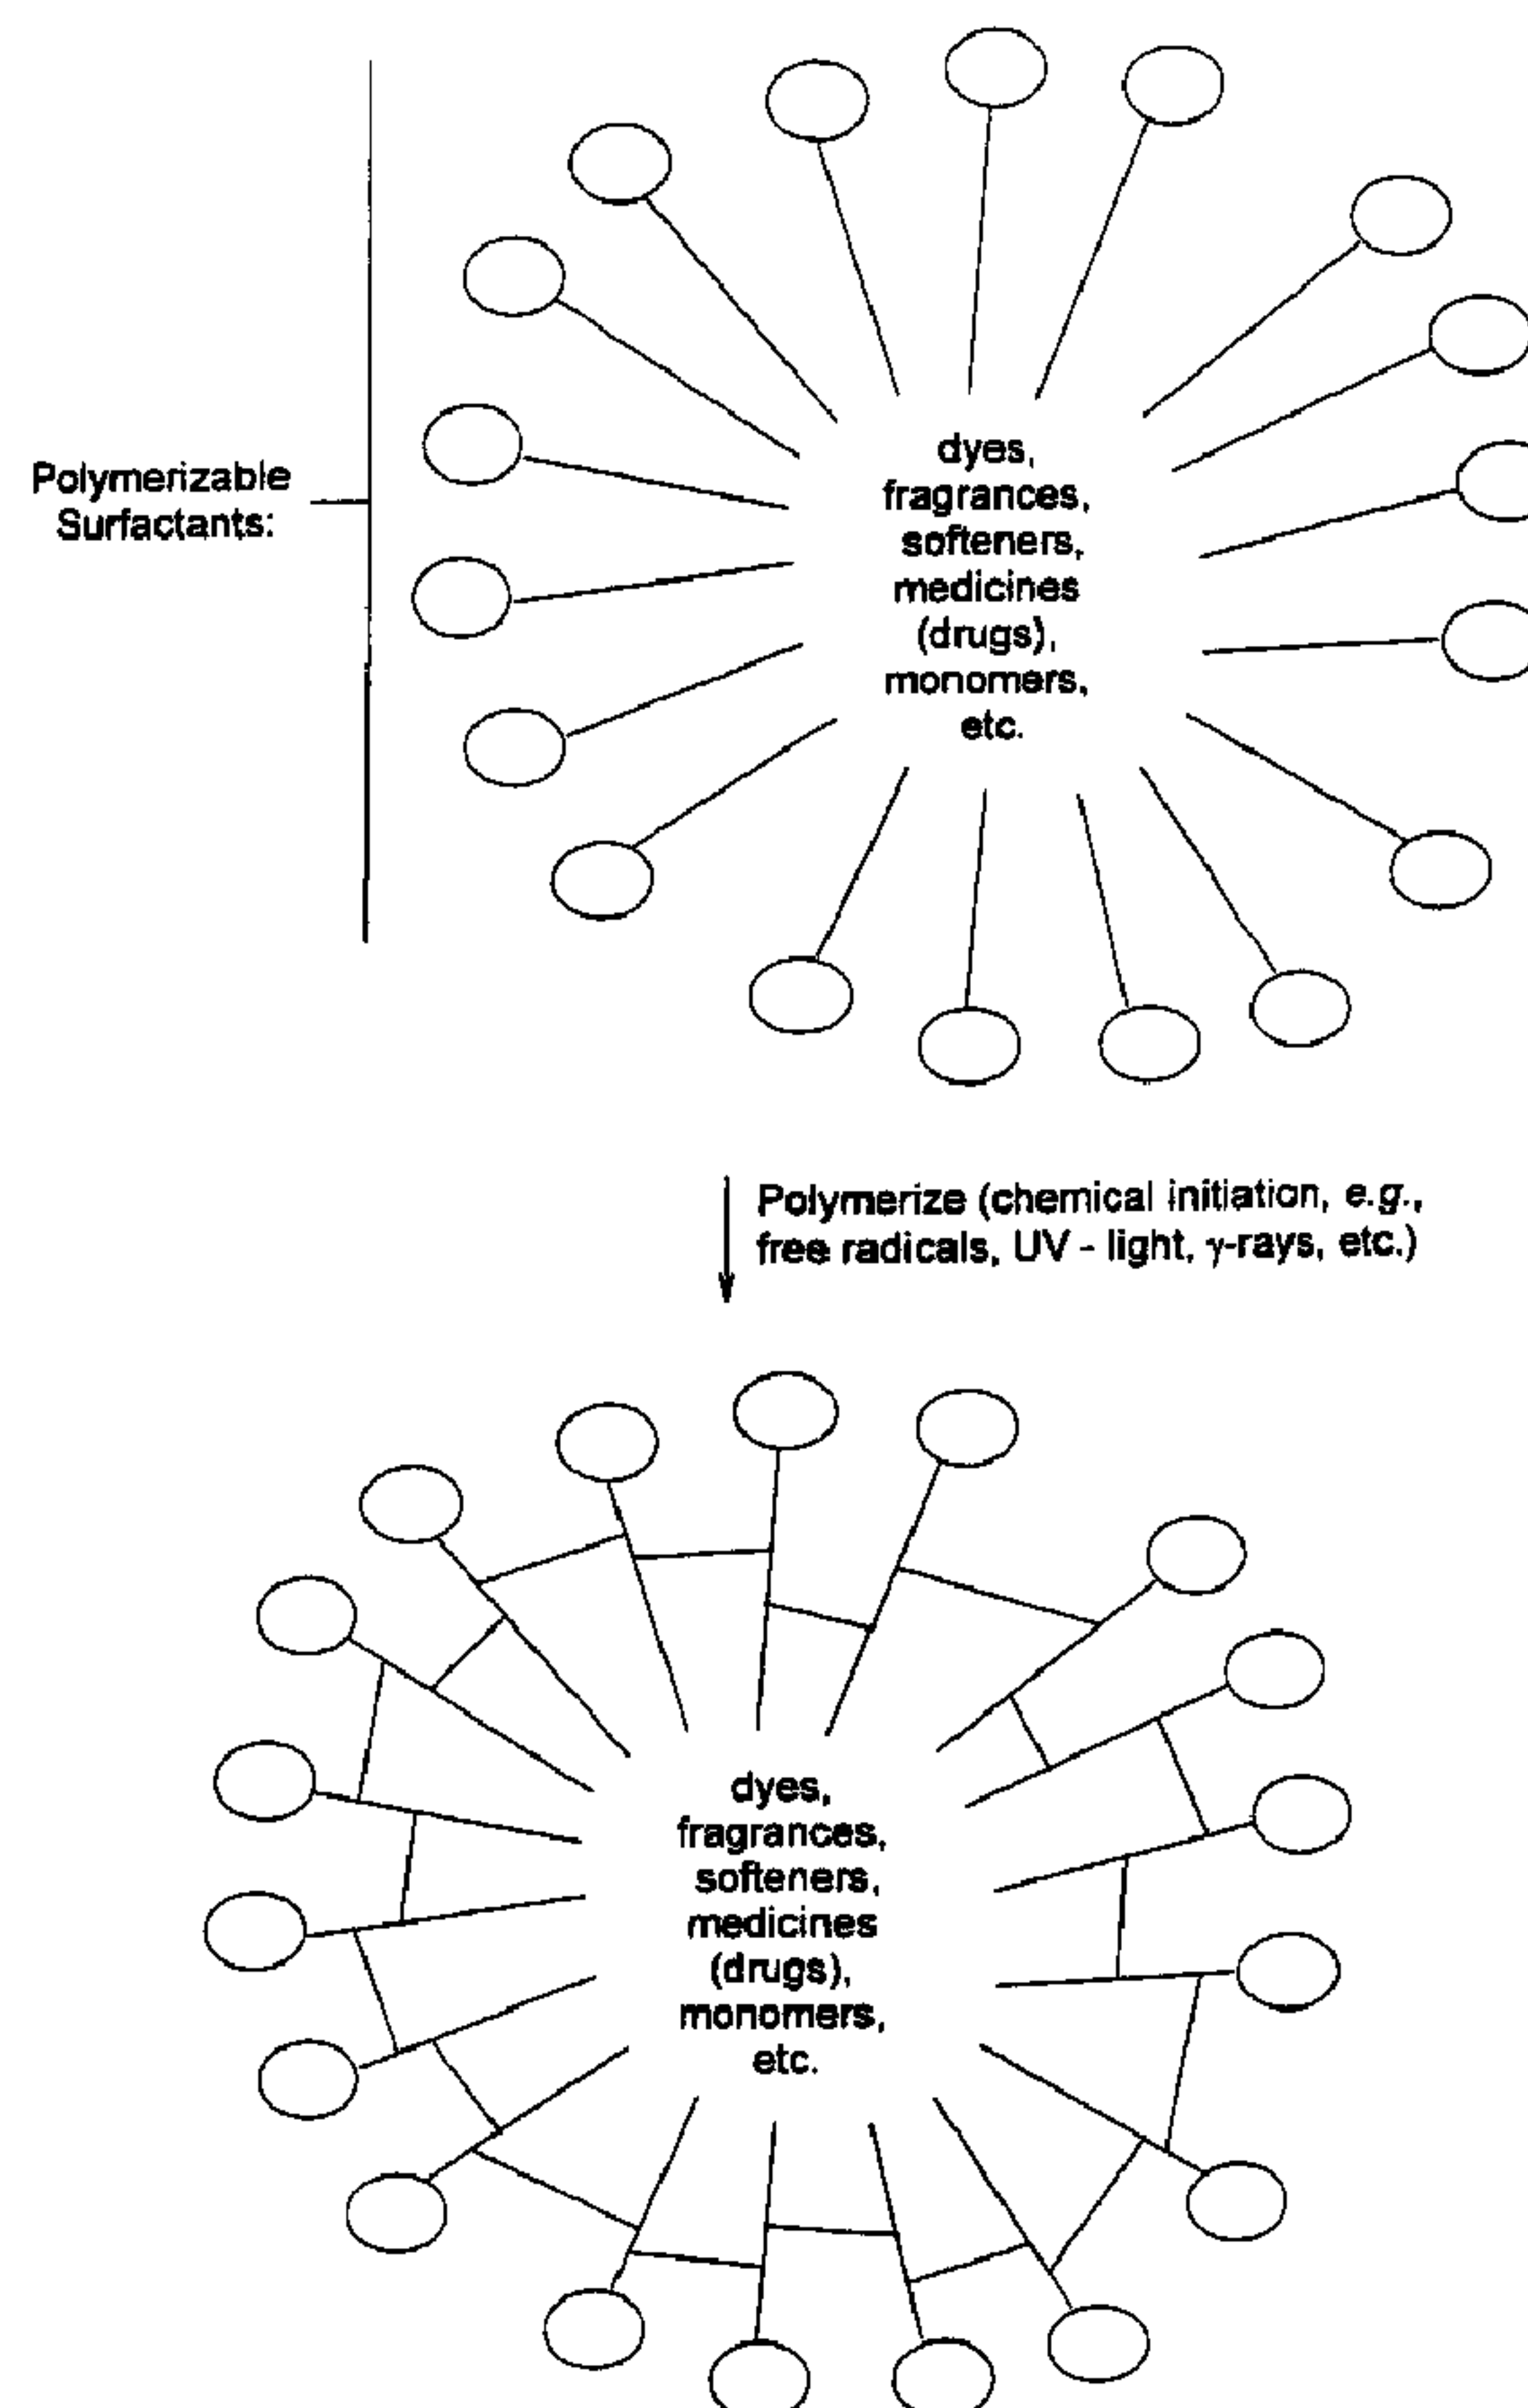 Polymerizable
Surfactants:
dyes,
fragrances,
softeners,
medicines
(drugs),
monomers,
etc.
Polymerize (chemical initiation, e.g.,
free radicals, UV - light, γ-rays, etc.)
dyes,
fragrances,
softeners,
medicines
(drugs),
monomers,
etc.